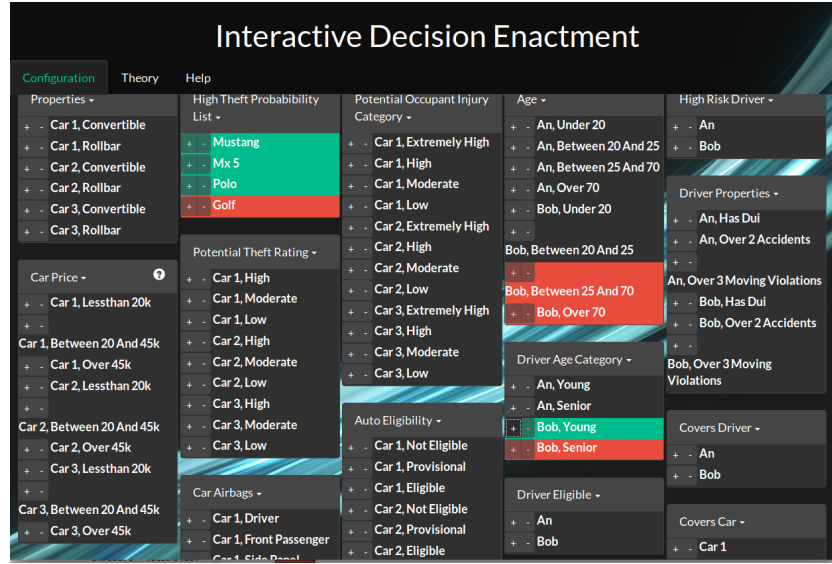 Interactive Decision Enactment
Configuration Theory Help
Properties
+ - Car 1, Convertible
+ - Car 1, Rollbar
+ - Car 2, Convertible
+ - Car 2, Rollbar
+ - Car 3, Convertible
+ - Car 3, Rollbar
Car Price ?
+ - Car 1, Lessthan 20k
+ -
Car 1, Between 20 And 45k
+ - Car 1, Over 45k
+ - Car 2, Lessthan 20k
+ -
Car 2, Between 20 And 45k
+ - Car 2, Over 45k
+ - Car 3, Lessthan 20k
+ -
Car 3, Between 20 And 45k
+ - Car 3, Over 45k
High Theft Probabibility
List
+ - Mustang
+ - Mx 5
+ - Polo
+ - Golf
Potential Theft Rating
+ - Car 1, High
+ - Car 1, Moderate
+ - Car 1, Low
+ - Car 2, High
+ - Car 2, Moderate
+ - Car 2, Low
+ - Car 3, High
+ - Car 3, Moderate
+ - Car 3, Low
Car Airbags
+ - Car 1, Driver
+ - Car 1, Front Passenger
Car 1, Side Panel
Potential Occupant Injury
Category
+ - Car 1, Extremely High
+ - Car 1, High
+ - Car 1, Moderate
+ - Car 1, Low
+ - Car 2, Extremely High
+ - Car 2, High
+ - Car 2, Moderate
+ - Car 2, Low
+ - Car 3, Extremely High
+ - Car 3, High
+ - Car 3, Moderate
+ - Car 3, Low
Auto Eligibility
+ - Car 1, Not Eligible
+ - Car 1, Provisional
+ - Car 1, Eligible
+ - Car 2, Not Eligible
+ - Car 2, Provisional
+ - Car 2, Eligible
Age
+ - An, Under 20
+ - An, Between 20 And 25
+ - An, Between 25 And 70
+ - An, Over 70
+ - Bob, Under 20
+ -
Bob, Between 20 And 25
+ -
Bob, Between 25 And 70
+ - Bob, Over 70
Driver Age Category
+ - An, Young
+ - An, Senior
+ - Bob, Young
+ - Bob, Senior
Driver Eligible
+ - An
+ - Bob
High Risk Driver
+ - An
+ - Bob
Driver Properties
+ - An, Has Dui
+ - An, Over 2 Accidents
+ -
An, Over 3 Moving Violations
+ - Bob, Has Dui
+ - Bob, Over 2 Accidents
+ -
Bob, Over 3 Moving
Violations
Covers Driver
+ - An
+ - Bob
Covers Car
+ - Car 1